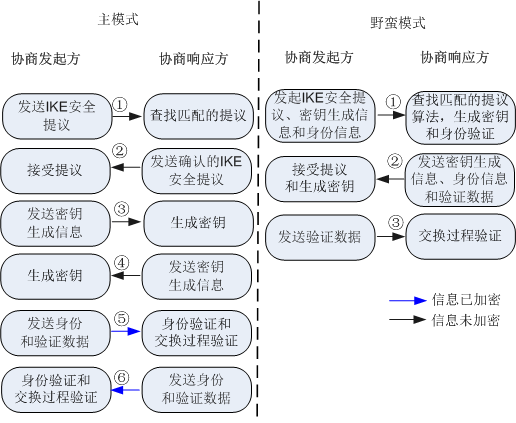 主模式
协商发起方
协商响应方
发送IKE安全
提议
①
查找匹配的提议
接受提议
②
发送确认的IKE
安全提议
发送密钥
生成信息
③
生成密钥
生成密钥
④
发送密钥
生成信息
发送身份
和验证数据
⑤
身份验证和
交换过程验证
身份验证和
交换过程验证
⑥
发送身份
和验证数据
野蛮模式
协商发起方
协商响应方
发起IKE安全提
议、密钥生成信
息和身份信息
①
查找匹配的提议
算法，生成密钥
和身份验证
接受提议
和生成密钥
②
发送密钥生成
信息、身份信息
和验证数据
发送验证数据
③
交换过程验证
信息已加密
信息未加密